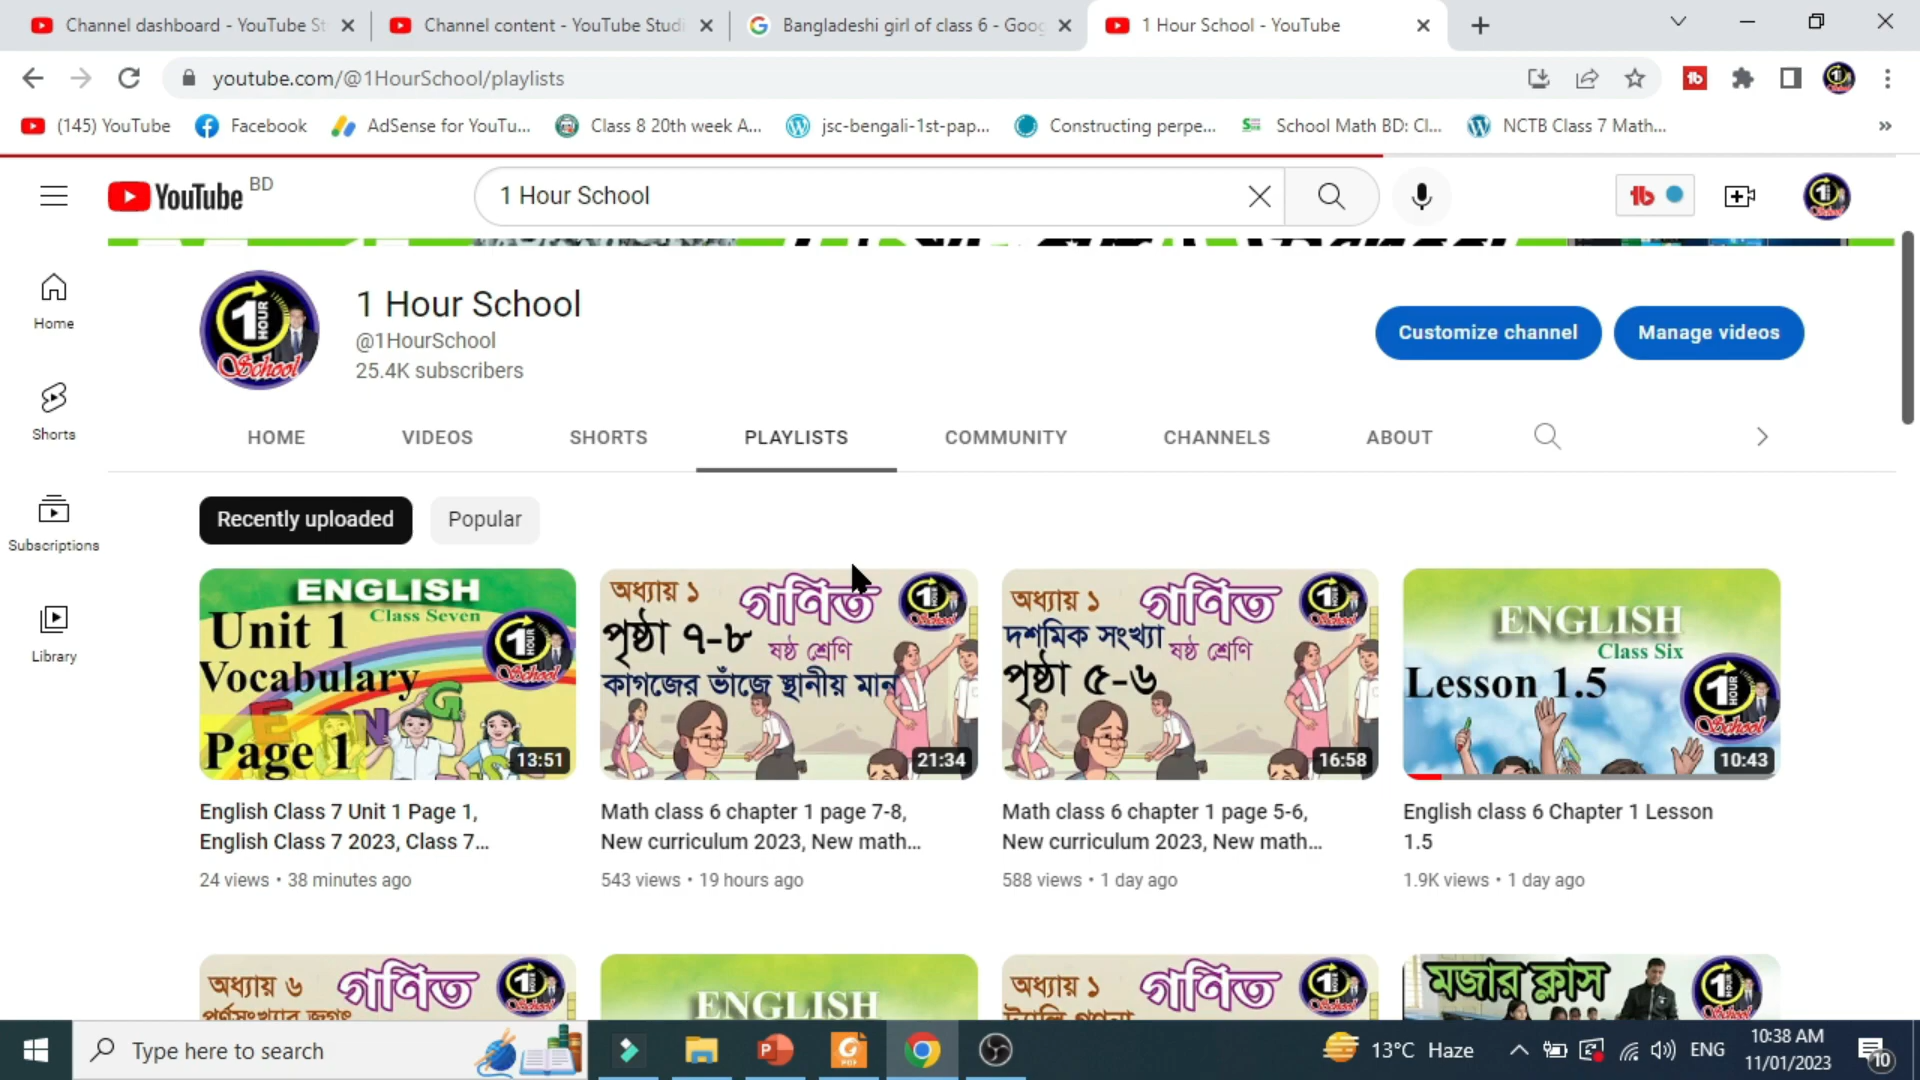 Channel dashboard - YouTube St
Channel content - YouTube Studi
Bangladeshi girl of class 6 - Goog
1 Hour School - YouTube
youtube.com/@1HourSchool/playlists
(145) YouTube
Facebook
AdSense for YouTu...
Class 8 20th week A...
jsc-bengali-1st-pap...
Constructing perpe...
School Math BD: Cl...
NCTB Class 7 Math...
YouTube BD
1 Hour School
Home
Shorts
Subscriptions
Library
1 HOUR School
1 Hour School
@1HourSchool
25.4K subscribers
Customize channel
Manage videos
HOME
VIDEOS
SHORTS
PLAYLISTS
COMMUNITY
CHANNELS
ABOUT
Recently uploaded
Popular
ENGLISH
Class Seven
Unit 1
Vocabulary
Page 1
13:51
অধ্যায় ১
গণিত
পৃষ্ঠা ৭-৮
ষষ্ঠ শ্রেণি
কাগজের ভাঁজে স্থানীয় মান
21:34
অধ্যায় ১
গণিত
দশমিক সংখ্যা
ষষ্ঠ শ্রেণি
পৃষ্ঠা ৫-৬
16:58
ENGLISH
Class Six
Lesson 1.5
10:43
English Class 7 Unit 1 Page 1,
English Class 7 2023, Class 7...
24 views • 38 minutes ago
Math class 6 chapter 1 page 7-8,
New curriculum 2023, New math...
543 views • 19 hours ago
Math class 6 chapter 1 page 5-6,
New curriculum 2023, New math...
588 views • 1 day ago
English class 6 Chapter 1 Lesson
1.5
1.9K views • 1 day ago
অধ্যায় ৬
গণিত
পূর্ণসংখ্যার জগৎ
ENGLISH
অধ্যায় ১
গণিত
মজার ক্লাস
Type here to search
13°C Haze
ENG
10:38 AM
11/01/2023
10